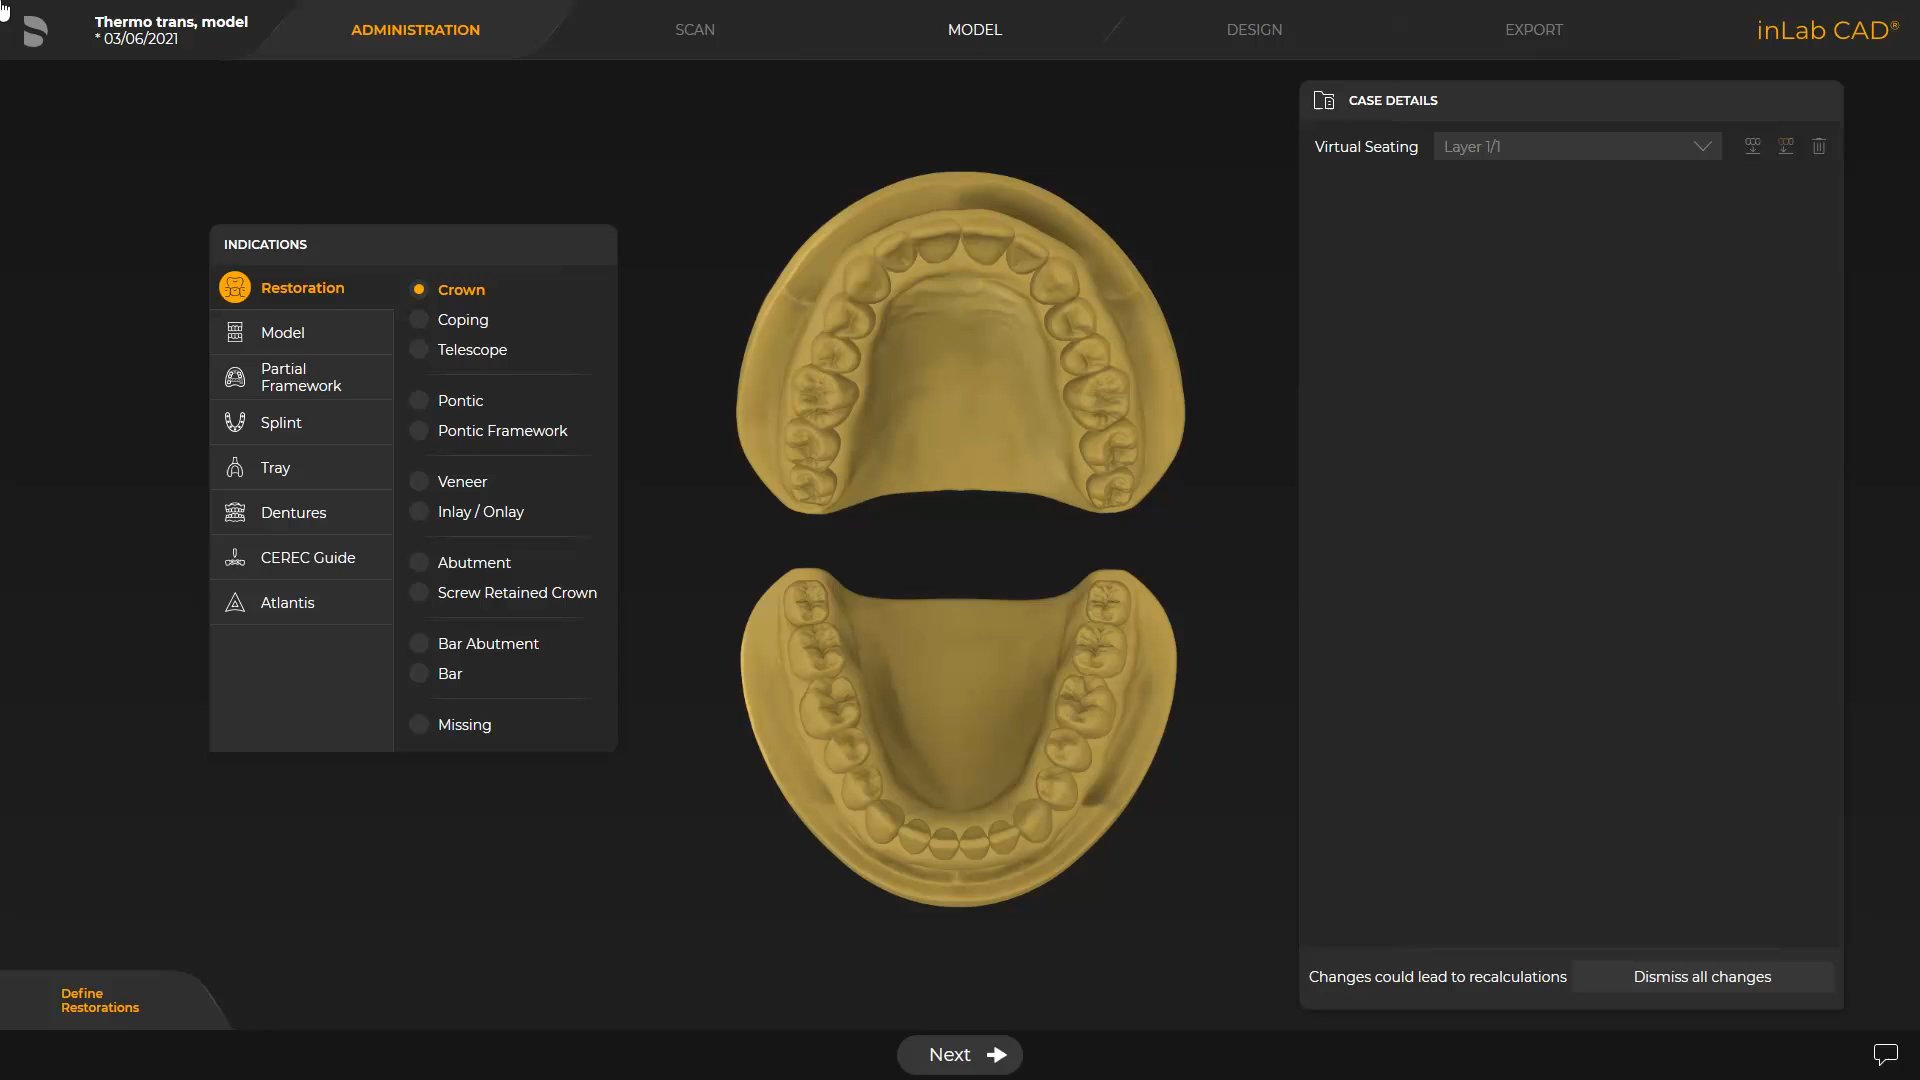 Thermo trans, model
* 03/06/2021
ADMINISTRATION
SCAN
MODEL
DESIGN
EXPORT
inLab CAD®
CASE DETAILS
Virtual Seating
Layer 1/1
INDICATIONS
Restoration
Model
Partial
Framework
Splint
Tray
Dentures
CEREC Guide
Atlantis
Crown
Coping
Telescope
Pontic
Pontic Framework
Veneer
Inlay / Onlay
Abutment
Screw Retained Crown
Bar Abutment
Bar
Missing
Changes could lead to recalculations
Dismiss all changes
Define
Restorations
Next